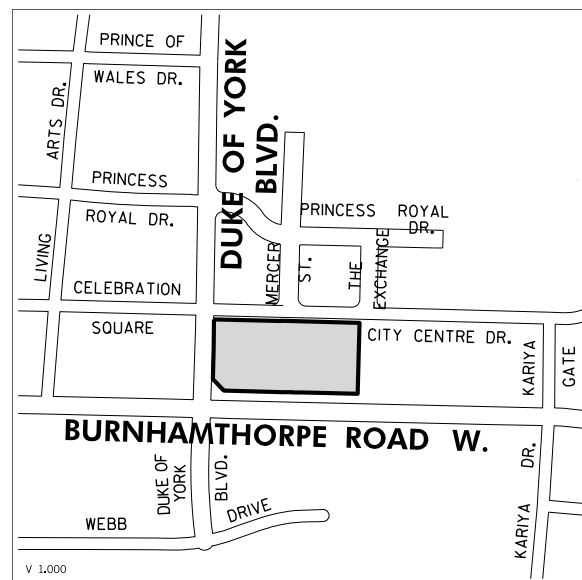 PRINCE OF
WALES DR.
ARTS DR.
LIVING
PRINCESS
ROYAL DR.
DUKE OF YORK
BLVD.
PRINCESS ROYAL
DR.
MERCER
ST.
THE
EXCHANGE
CELEBRATION
SQUARE
CITY CENTRE DR.
KARIYA
GATE
BURNHAMTHORPE ROAD W.
DUKE OF
YORK
BLVD.
DR.
KARIYA
WEBB
DRIVE
V 1.000